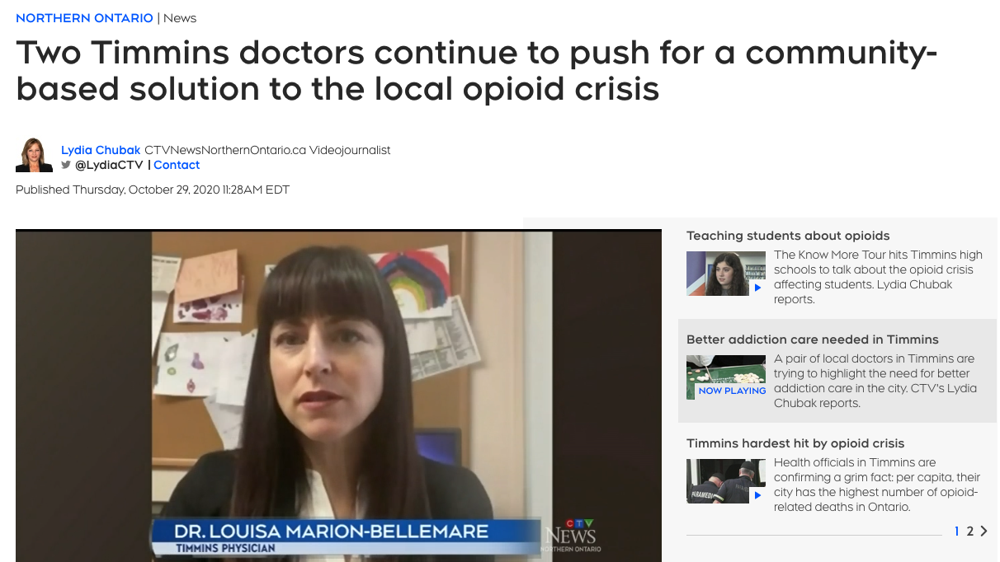 NORTHERN ONTARIO | News
Two Timmins doctors continue to push for a community-
based solution to the local opioid crisis
Lydia Chubak CTVNewsNorthernOntario.ca Videojournalist
@LydiaCTV | Contact
Published Thursday, October 29, 2020 11:28AM EDT
DR. LOUISA MARION-BELLEMARE
TIMMINS PHYSICIAN
CTV
NEWS
NORTHERN ONTARIO
Teaching students about opioids
The Know More Tour hits Timmins high
schools to talk about the opioid crisis
affecting students. Lydia Chubak
reports.
Better addiction care needed in Timmins
NOW PLAYING
A pair of local doctors in Timmins are
trying to highlight the need for better
addiction care in the city. CTV's Lydia
Chubak reports.
Timmins hardest hit by opioid crisis
PARAMEDIC
Health officials in Timmins are
confirming a grim fact: per capita, their
city has the highest number of opioid-
related deaths in Ontario.
1 2